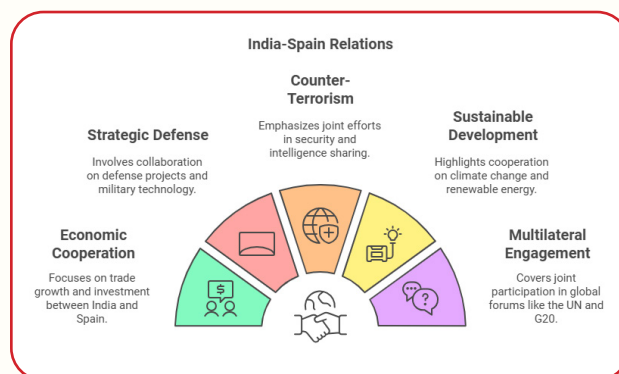 India-Spain Relations
Counter-
Terrorism
Emphasizes joint efforts
in security and
intelligence sharing.
Strategic Defense
Involves collaboration
on defense projects and
military technology.
Sustainable
Development
Highlights cooperation
on climate change and
renewable energy.
Economic
Cooperation
Focuses on trade
growth and investment
between India and
Spain.
Multilateral
Engagement
Covers joint
participation in global
forums like the UN and
G20.
$
?